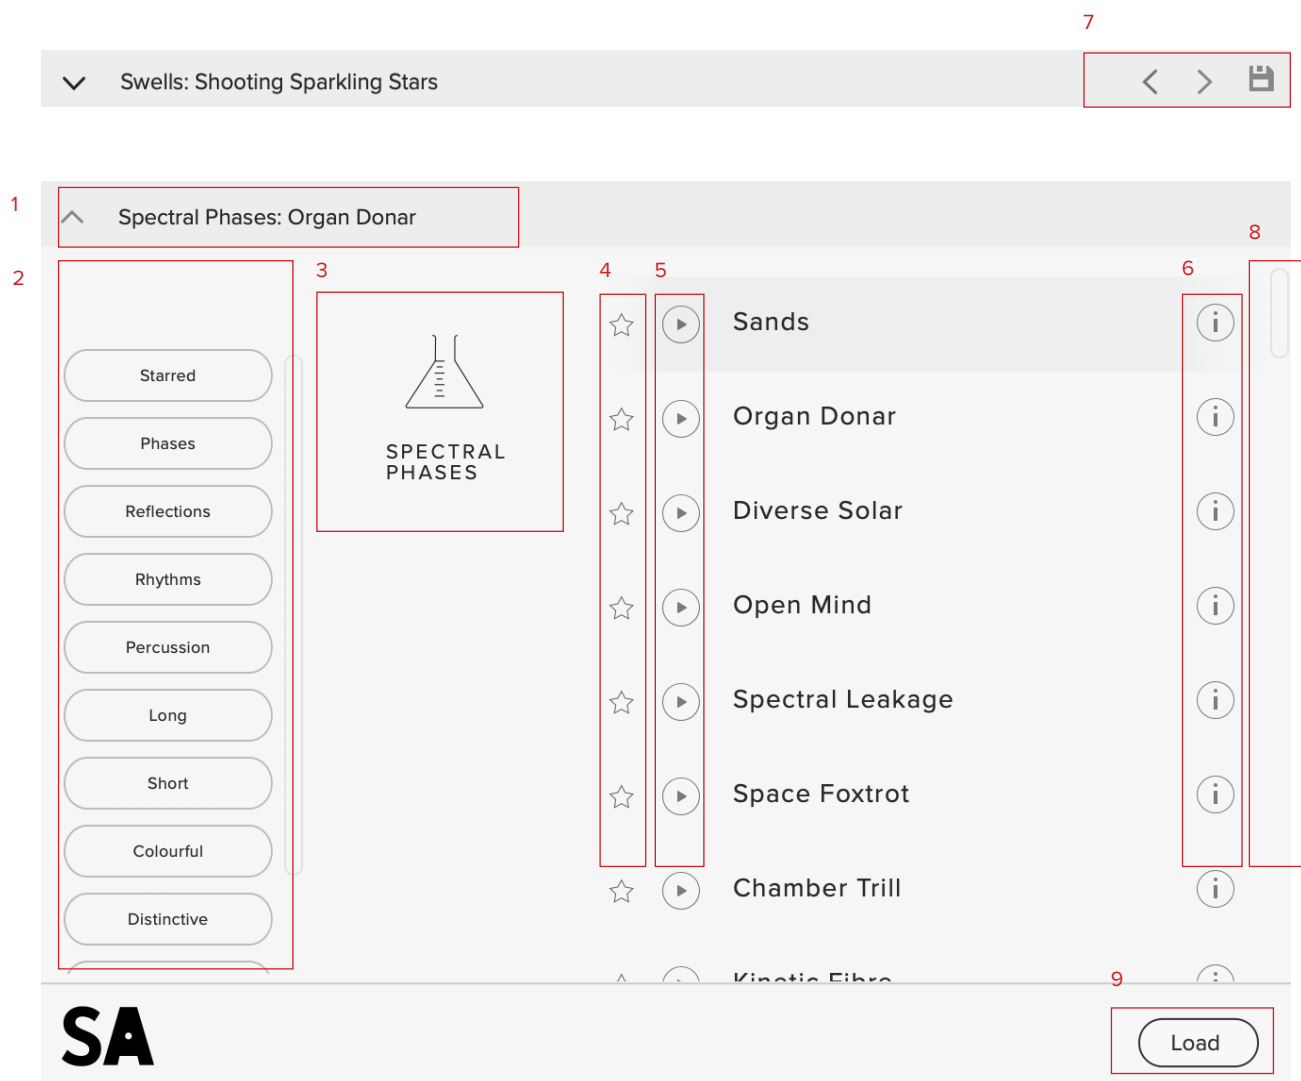 7
Swells: Shooting Sparkling Stars
1
Spectral Phases: Organ Donar
8
2
3
4
5
6
Starred
Phases
Reflections
Rhythms
Percussion
Long
Short
Colourful
Distinctive
SPECTRAL
PHASES
Sands
Organ Donar
Diverse Solar
Open Mind
Spectral Leakage
Space Foxtrot
Chamber Trill
Kinetic Fibre
9
SA
Load